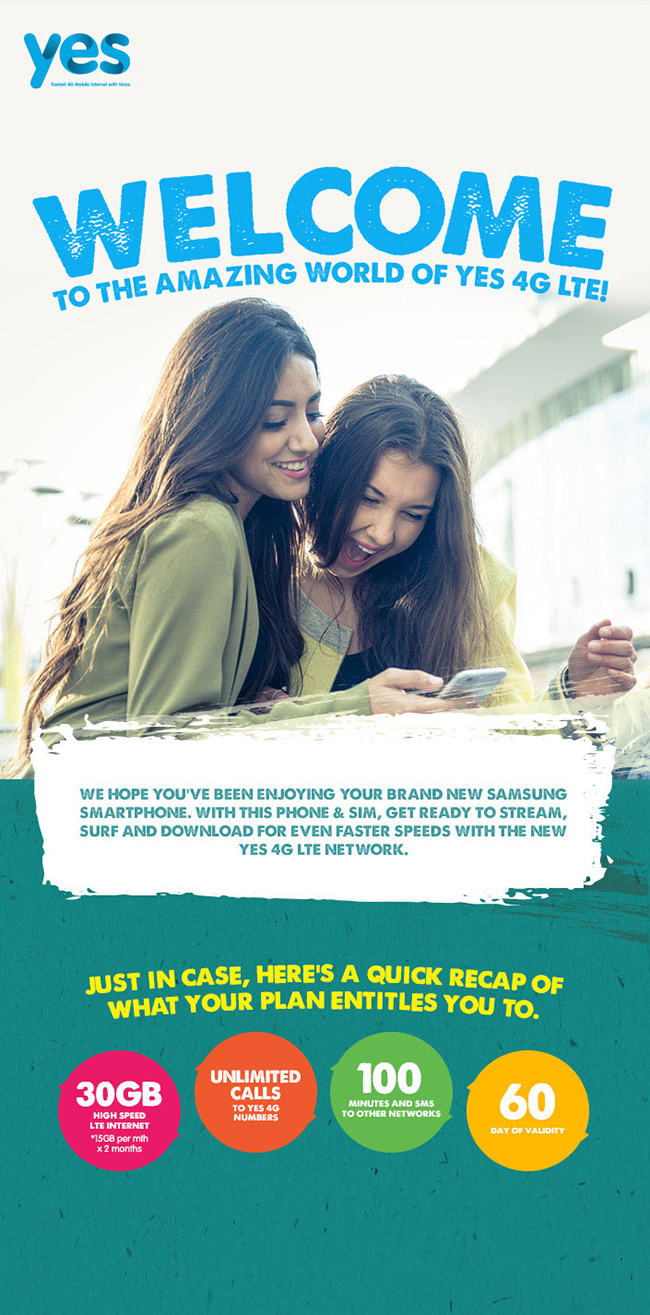 yes
Fastest 4G Mobile Internet with Voice
WELCOME
TO THE AMAZING WORLD OF YES 4G LTE!
WE HOPE YOU'VE BEEN ENJOYING YOUR BRAND NEW SAMSUNG
SMARTPHONE. WITH THIS PHONE & SIM, GET READY TO STREAM,
SURF AND DOWNLOAD FOR EVEN FASTER SPEEDS WITH THE NEW
YES 4G LTE NETWORK.
JUST IN CASE, HERE'S A QUICK RECAP OF
WHAT YOUR PLAN ENTITLES YOU TO.
30GB
HIGH SPEED
LTE INTERNET
*15GB per mth
x 2 months
UNLIMITED
CALLS
TO YES 4G
NUMBERS
100
MINUTES AND SMS
TO OTHER NETWORKS
60
DAY OF VALIDITY